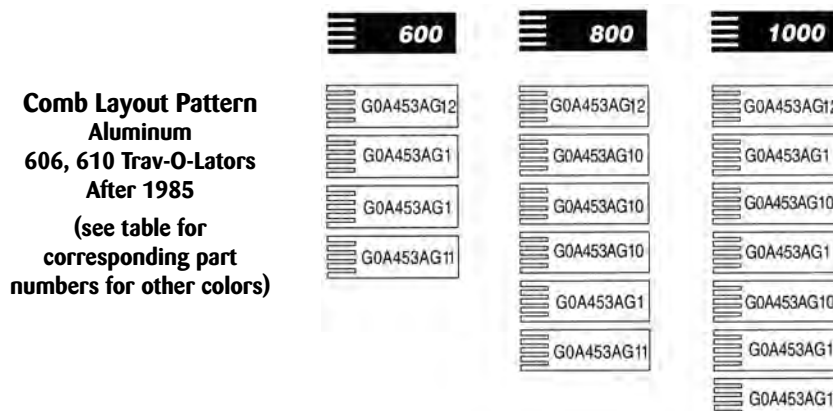 Comb Layout Pattern
Aluminum
606, 610 Trav-O-Lators
After 1985
(see table for
corresponding part
numbers for other colors)
600
G0A453AG12
G0A453AG1
G0A453AG1
G0A453AG11
800
G0A453AG12
G0A453AG10
G0A453AG10
G0A453AG10
G0A453AG1
G0A453AG11
1000
G0A453AG12
G0A453AG1
G0A453AG10
G0A453AG1
G0A453AG10
G0A453AG1